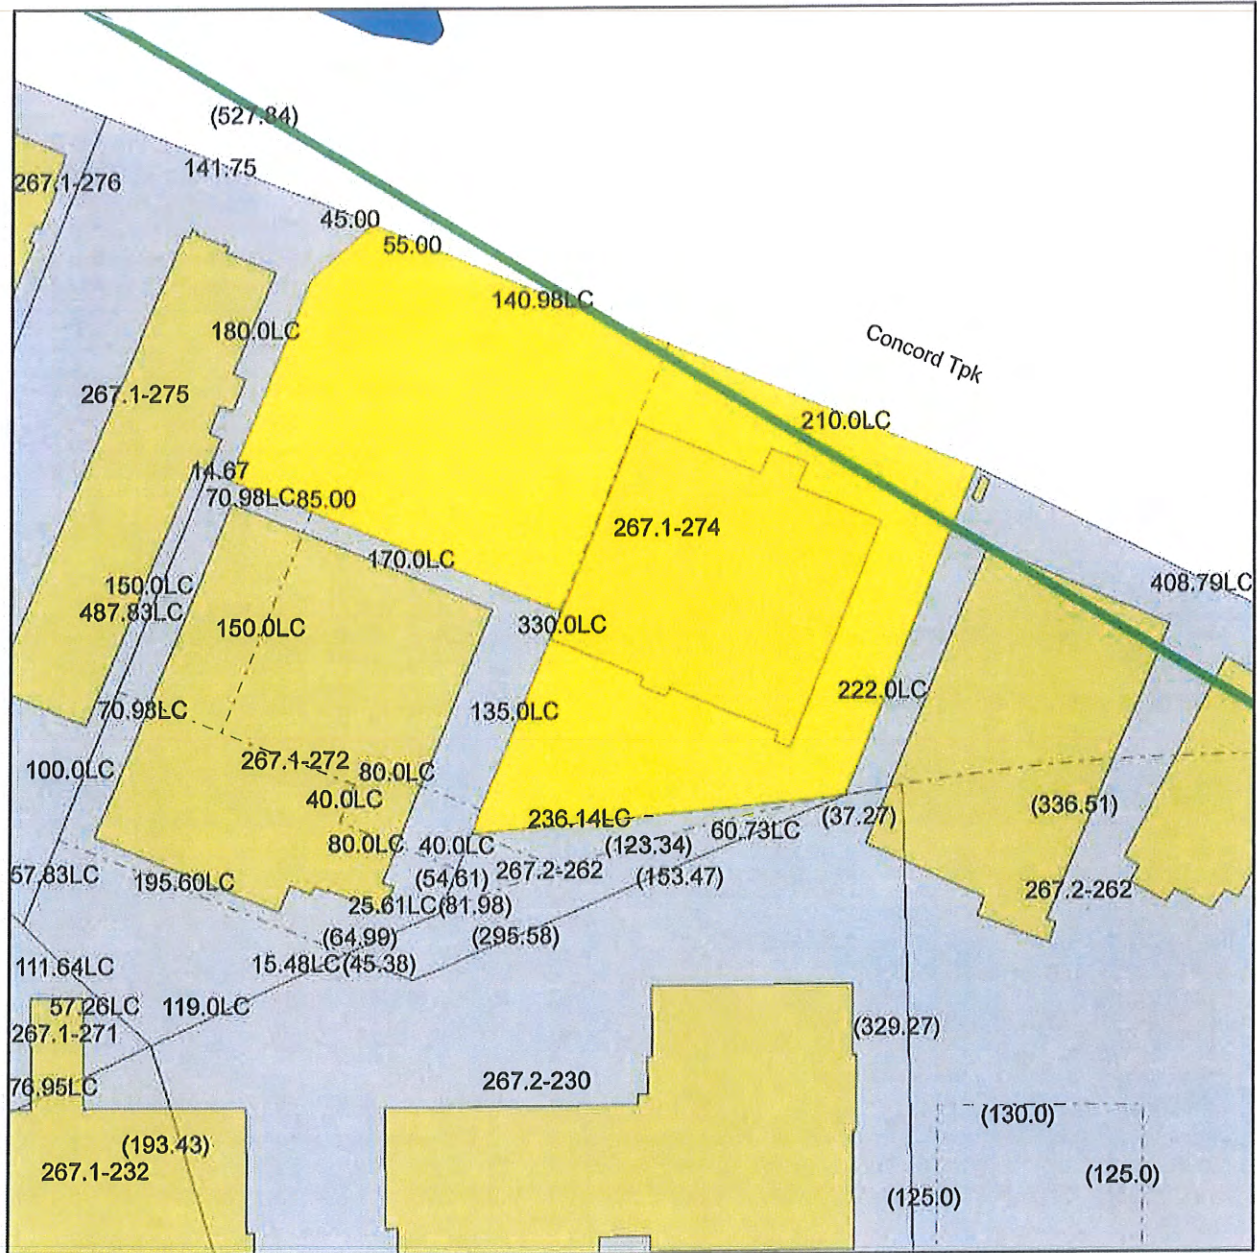 (527.84)
141.75
267.1-276
45.00
55.00
140.98LC
180.0LC
Concord Tpk
267.1-275
210.0LC
14.67
70.98LC
85.00
267.1-274
170.0LC
150.0LC
408.79LC
487.83LC
150.0LC
330.0LC
222.0LC
70.98LC
135.0LC
267.1-272
100.0LC
80.0LC
40.0LC
(336.51)
236.14LC
(37.27)
60.73LC
80.0LC
40.0LC
(123.34)
57.83LC
195.60LC
(54.61)
267.2-262
(153.47)
267.2-262
25.61LC
(81.98)
(64.99)
(295.58)
15.48LC
(45.38)
111.64LC
57.26LC
119.0LC
267.1-271
(329.27)
76.95LC
267.2-230
(130.0)
(193.43)
267.1-232
(125.0)
(125.0)